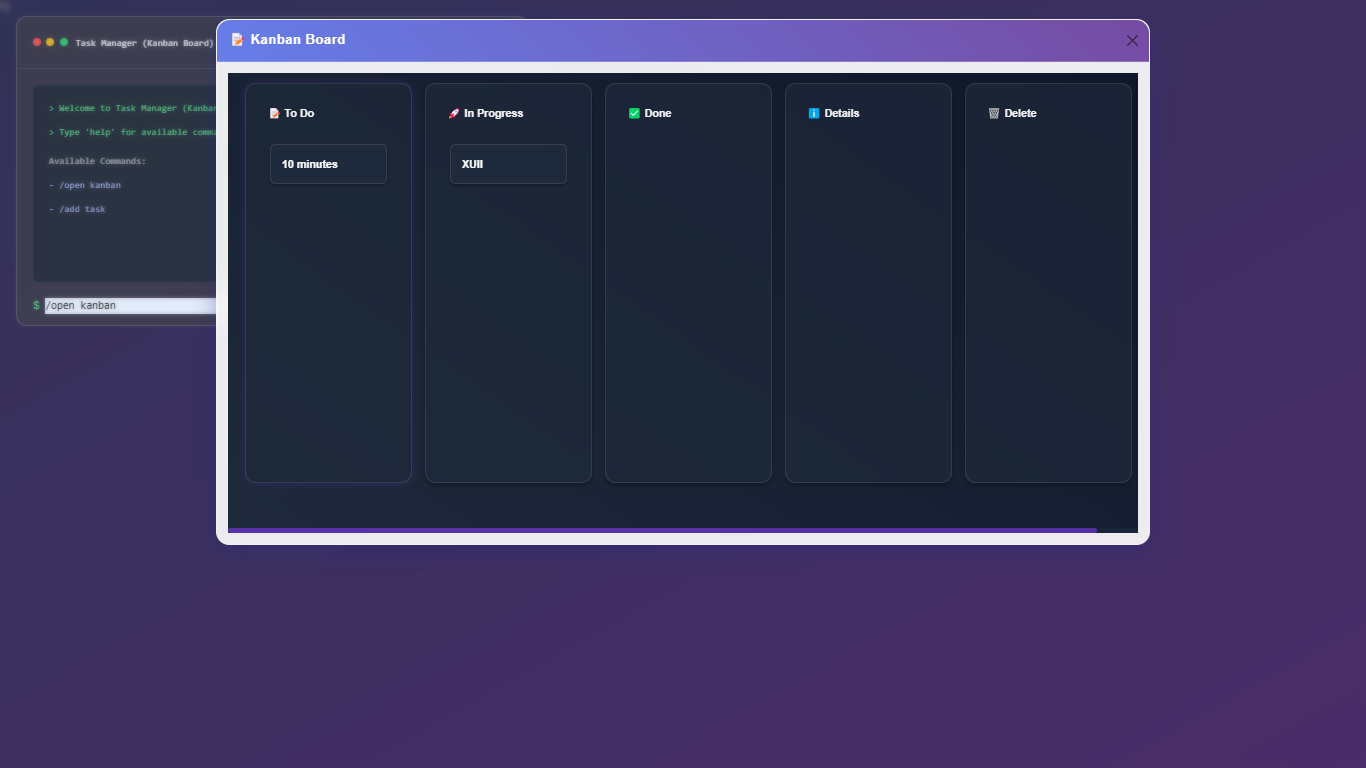 Task Manager (Kanban Board)
> Welcome to Task Manager (Kanban
> Type 'help' for available comma
Available Commands:
- /open kanban
- /add task
$ /open kanban
Kanban Board
To Do
10 minutes
In Progress
XUII
Done
Details
Delete